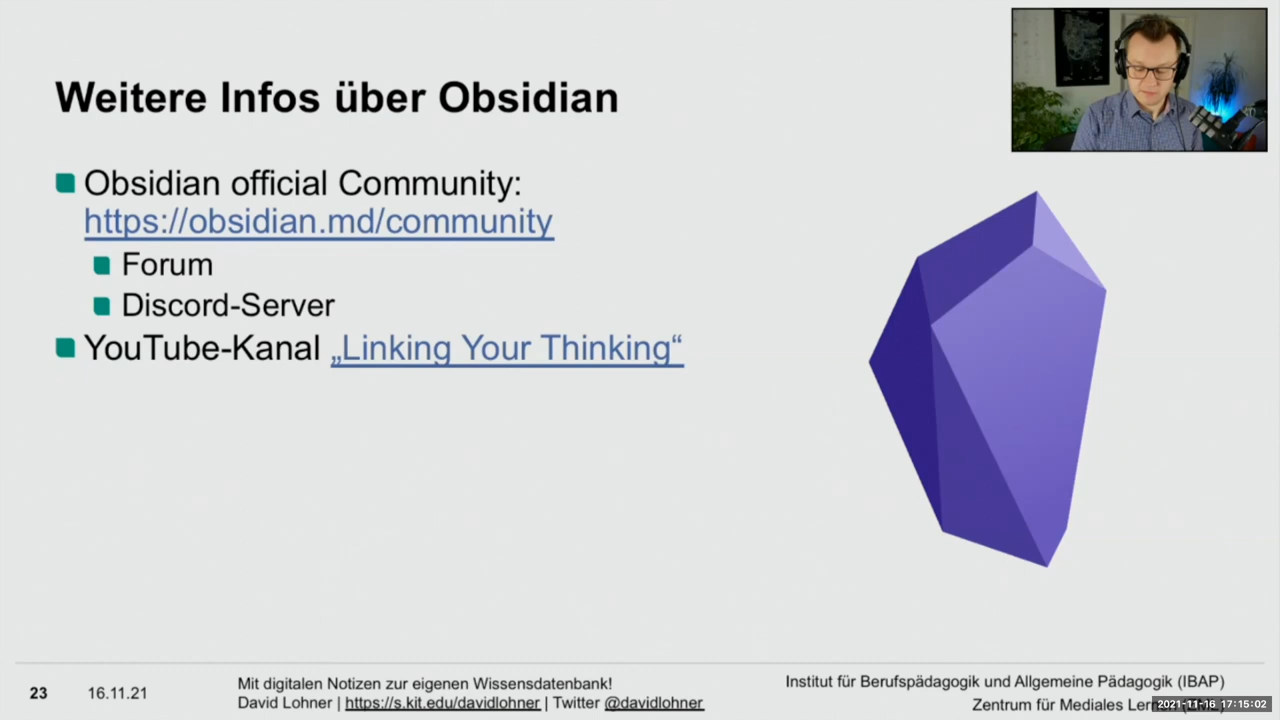 Weitere Infos über Obsidian
Obsidian official Community:
https://obsidian.md/community
Forum
Discord-Server
YouTube-Kanal „Linking Your Thinking“
23
16.11.21
Mit digitalen Notizen zur eigenen Wissensdatenbank!
David Lohner | https://s.kit.edu/davidlohner | Twitter @davidlohner
Institut für Berufspädagogik und Allgemeine Pädagogik (IBAP)
Zentrum für Mediales
2021-11-16 17:15:02